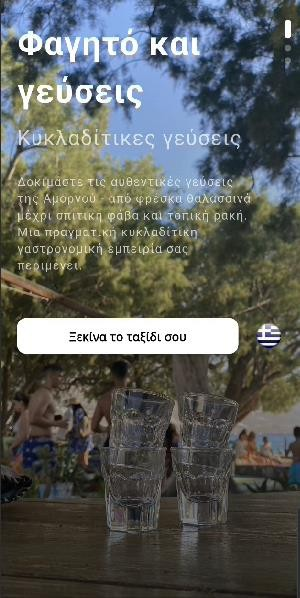 Φαγητό και
γεύσεις
Κυκλαδίτικες γεύσεις
Δοκιμάστε τις αυθεντικές γεύσεις
της Αμοργού - από φρέσκα θαλασσινά
μέχρι σπιτική φάβα και τοπική ρακή.
Μια πραγματική κυκλαδίτικη
γαστρονομική εμπειρία σας
περιμένει.
Ξεκίνα το ταξίδι σου